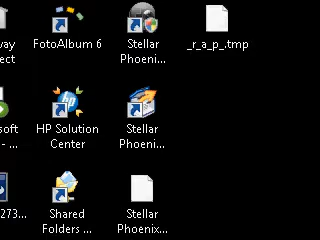 way
FotoAlbum 6
Stellar
_r_a_p_.tmp
ect
Phoeni...
hp
soft
HP Solution
Stellar
- ...
Center
Phoeni...
273...
Shared
Stellar
Folders ...
Phoenix...